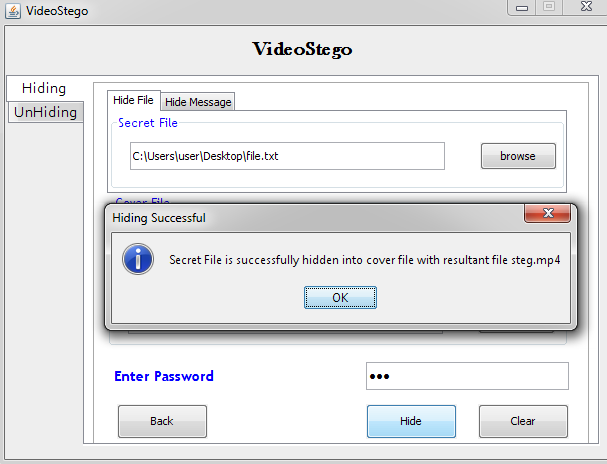 VideoStego
VideoStego
Hiding
UnHiding
Hide File
Hide Message
Secret File
C:\Users\user\Desktop\file.txt
browse
Cover File
Hiding Successful
Secret File is successfully hidden into cover file with resultant file steg.mp4
OK
Enter Password
•••
Back
Hide
Clear